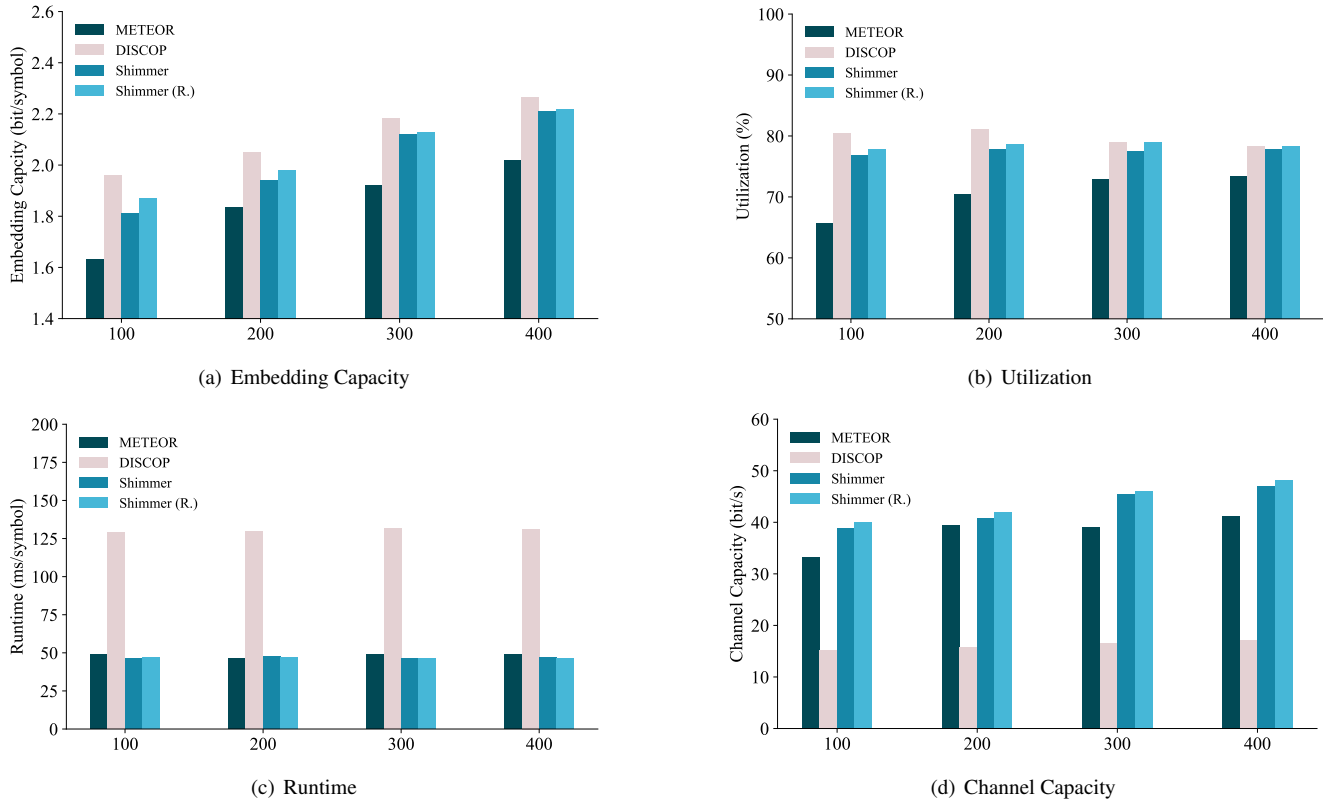 2.6
2.4
2.2
2.0
1.8
1.6
1.4
Embedding Capcity (bit/symbol)
METEOR
DISCOP
Shimmer
Shimmer (R.)
100 200 300 400
(a) Embedding Capacity
100
90
80
70
60
50
Utilization (%)
METEOR
DISCOP
Shimmer
Shimmer (R.)
100 200 300 400
(b) Utilization
200
175
150
125
100
75
50
25
0
Runtime (ms/symbol)
METEOR
DISCOP
Shimmer
Shimmer (R.)
100 200 300 400
(c) Runtime
60
50
40
30
20
10
0
Channel Capacity (bit/s)
METEOR
DISCOP
Shimmer
Shimmer (R.)
100 200 300 400
(d) Channel Capacity